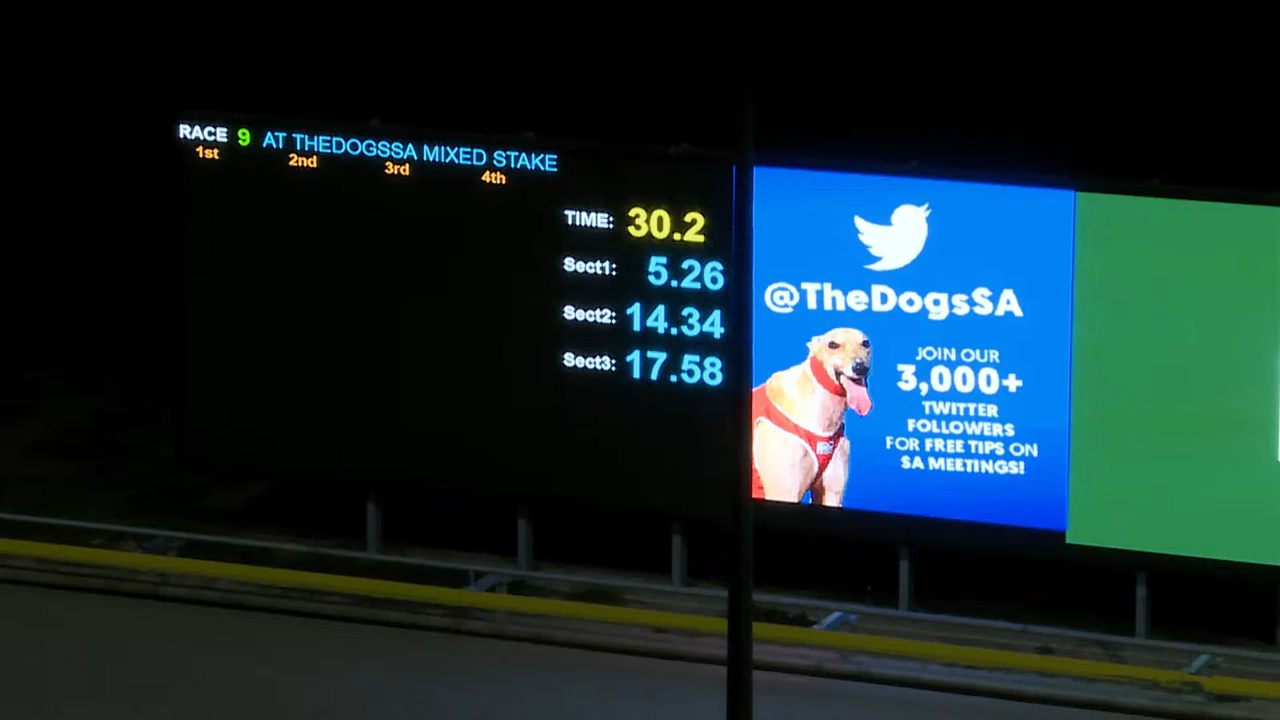 RACE 9 AT THEDOGSSA MIXED STAKE
1st 2nd 3rd 4th
TIME: 30.2
Sect1: 5.26
Sect2: 14.34
Sect3: 17.58
@TheDogsSA
JOIN OUR
3,000+
TWITTER
FOLLOWERS
FOR FREE TIPS ON
SA MEETINGS!